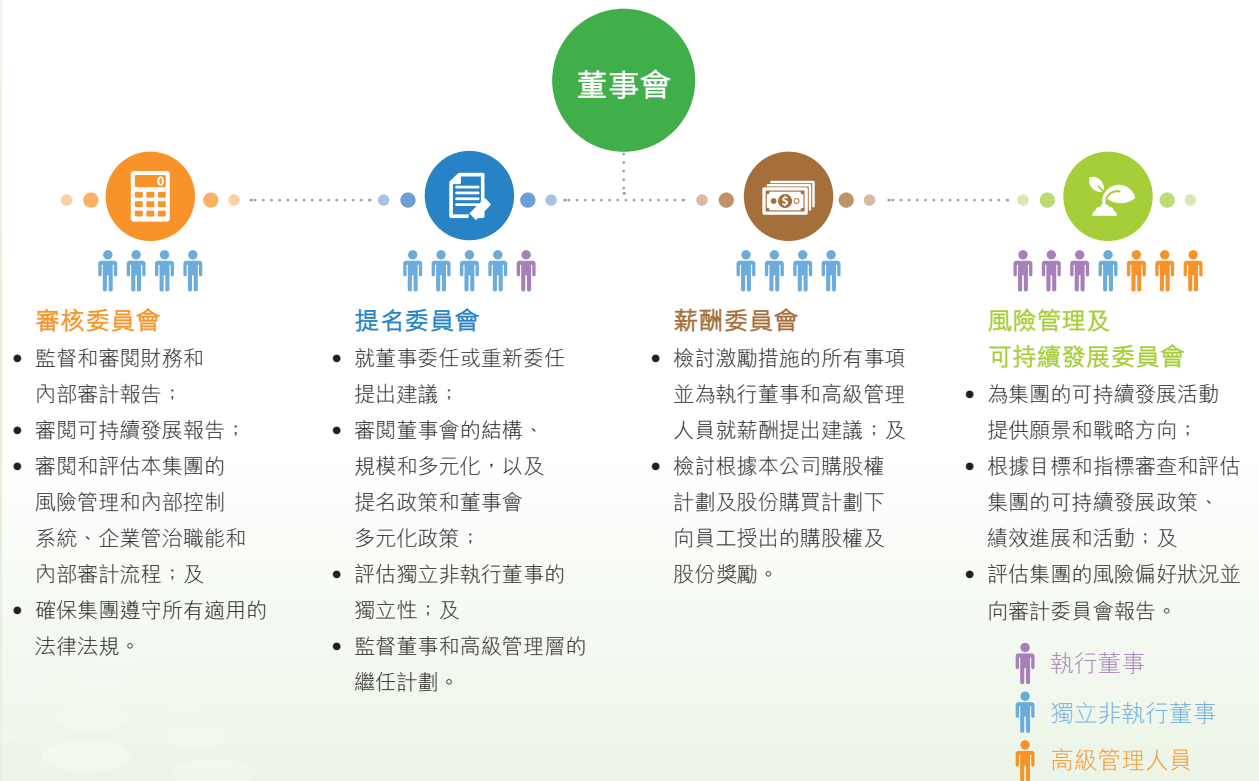 董事會
0
審核委員會
• 監督和審閱財務和
內部審計報告；
• 審閱可持續發展報告；
• 審閱和評估本集團的
風險管理和內部控制
系統、企業管治職能和
內部審計流程；及
• 確保集團遵守所有適用的
法律法規。
提名委員會
• 就董事委任或重新委任
提出建議；
• 審閱董事會的結構、
規模和多元化，以及
提名政策和董事會
多元化政策；
• 評估獨立非執行董事的
獨立性；及
• 監督董事和高級管理層的
繼任計劃。
$
薪酬委員會
• 檢討激勵措施的所有事項
並為執行董事和高級管理
人員就薪酬提出建議；及
• 檢討根據本公司購股權
計劃及股份購買計劃下
向員工授出的購股權及
股份獎勵。
風險管理及
可持續發展委員會
• 為集團的可持續發展活動
提供願景和戰略方向；
• 根據目標和指標審查和評估
集團的可持續發展政策、
績效進展和活動；及
• 評估集團的風險偏好狀況並
向審計委員會報告。
執行董事
獨立非執行董事
高級管理人員